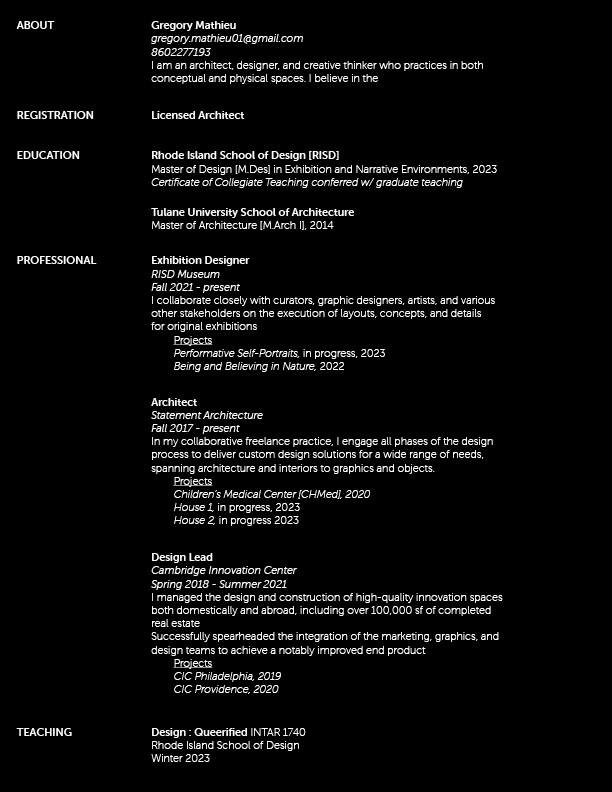 ABOUT
Gregory Mathieu
gregory.mathieu01@gmail.com
8602277193
I am an architect, designer, and creative thinker who practices in both
conceptual and physical spaces. I believe in the
REGISTRATION
Licensed Architect
EDUCATION
Rhode Island School of Design [RISD]
Master of Design [M.Des] in Exhibition and Narrative Environments, 2023
Certificate of Collegiate Teaching conferred w/ graduate teaching
Tulane University School of Architecture
Master of Architecture [M.Arch I], 2014
PROFESSIONAL
Exhibition Designer
RISD Museum
Fall 2021 - present
I collaborate closely with curators, graphic designers, artists, and various
other stakeholders on the execution of layouts, concepts, and details
for original exhibitions
Projects
Performative Self-Portraits, in progress, 2023
Being and Believing in Nature, 2022
Architect
Statement Architecture
Fall 2017 - present
In my collaborative freelance practice, I engage all phases of the design
process to deliver custom design solutions for a wide range of needs,
spanning architecture and interiors to graphics and objects.
Projects
Children's Medical Center [CHMed], 2020
House 1, in progress, 2023
House 2, in progress 2023
Design Lead
Cambridge Innovation Center
Spring 2018 - Summer 2021
I managed the design and construction of high-quality innovation spaces
both domestically and abroad, including over 100,000 sf of completed
real estate
Successfully spearheaded the integration of the marketing, graphics, and
design teams to achieve a notably improved end product
Projects
CIC Philadelphia, 2019
CIC Providence, 2020
TEACHING
Design : Queerified INTAR 1740
Rhode Island School of Design
Winter 2023